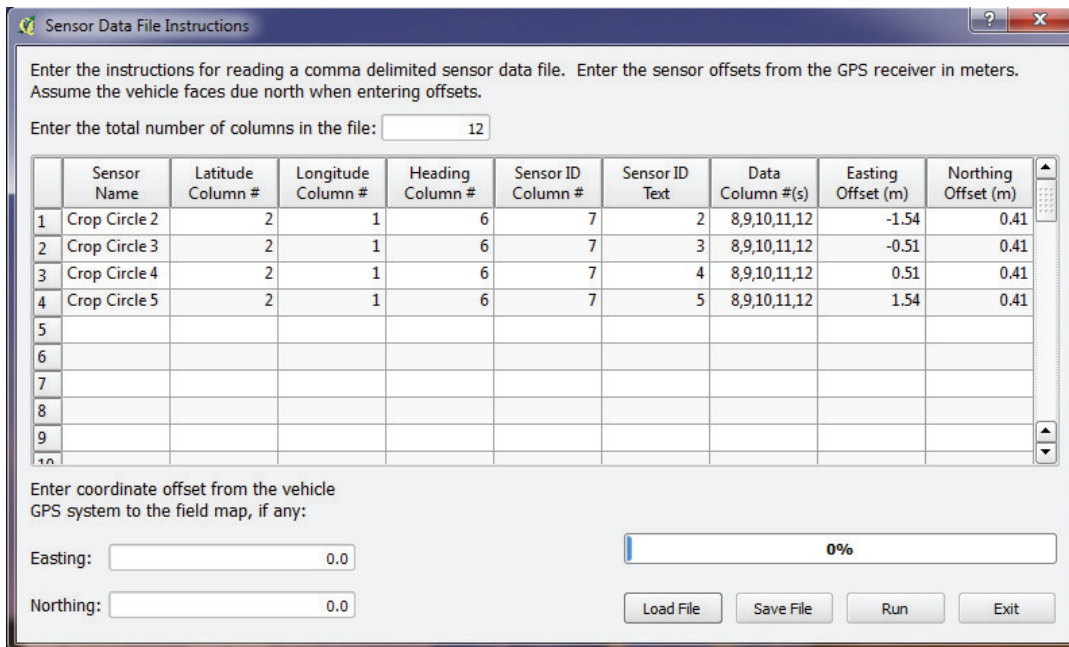 Sensor Data File Instructions
Enter the instructions for reading a comma delimited sensor data file. Enter the sensor offsets from the GPS receiver in meters.
Assume the vehicle faces due north when entering offsets.
Enter the total number of columns in the file: 12
Sensor Name Latitude Column # Longitude Column # Heading Column # Sensor ID Column # Sensor ID Text Data Column #(s) Easting Offset (m) Northing Offset (m)
1 Crop Circle 2 2 1 6 7 2 8,9,10,11,12 -1.54 0.41
2 Crop Circle 3 2 1 6 7 3 8,9,10,11,12 -0.51 0.41
3 Crop Circle 4 2 1 6 7 4 8,9,10,11,12 0.51 0.41
4 Crop Circle 5 2 1 6 7 5 8,9,10,11,12 1.54 0.41
5
6
7
8
9
10
Enter coordinate offset from the vehicle
GPS system to the field map, if any:
Easting: 0.0
0%
Northing: 0.0
Load File Save File Run Exit